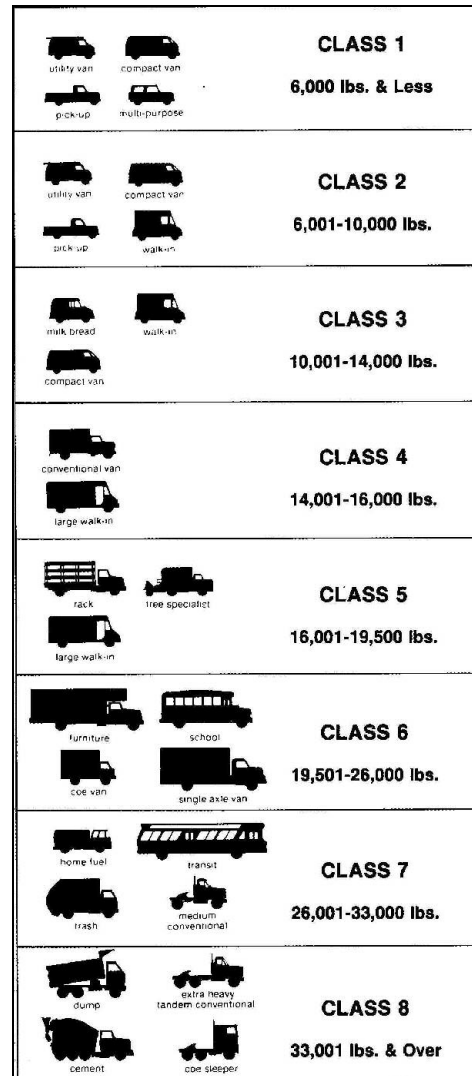 utility van compact van
CLASS 1
6,000 lbs. & Less
pick-up multi-purpose
utility van compact van
CLASS 2
6,001-10,000 lbs.
pick-up walk-in
milk bread walk-in
CLASS 3
10,001-14,000 lbs.
compact van
conventional van
CLASS 4
14,001-16,000 lbs.
large walk-in
rack tree specialist
CLASS 5
16,001-19,500 lbs.
large walk-in
furniture school
CLASS 6
19,501-26,000 lbs.
coe van single axle van
home fuel transit
CLASS 7
26,001-33,000 lbs.
trash medium
conventional
dump extra heavy
tandem conventional
CLASS 8
33,001 lbs. & Over
cement coe sleeper